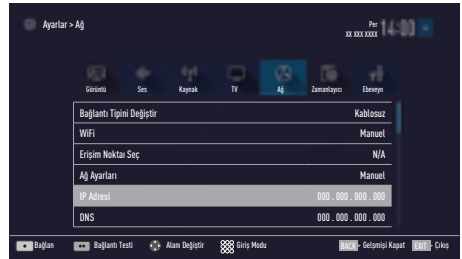 Ayarlar > Ağ
Per
XX XXX XXXX
14:00
Görüntü Ses Kaynak TV Ağ Zamanlayıcı Ebeveyn
Bağlantı Tipini Değiştir Kablosuz
WiFi Manuel
Erişim Noktaı Seç N/A
Ağ Ayarları Manuel
IP Adresi 000 . 000 . 000 . 000
DNS 000 . 000 . 000 . 000
Bağlan Bağlantı Testi Alanı Değiştir Giriş Modu BACK - Gelşmişi Kapat EXIT - Çıkış